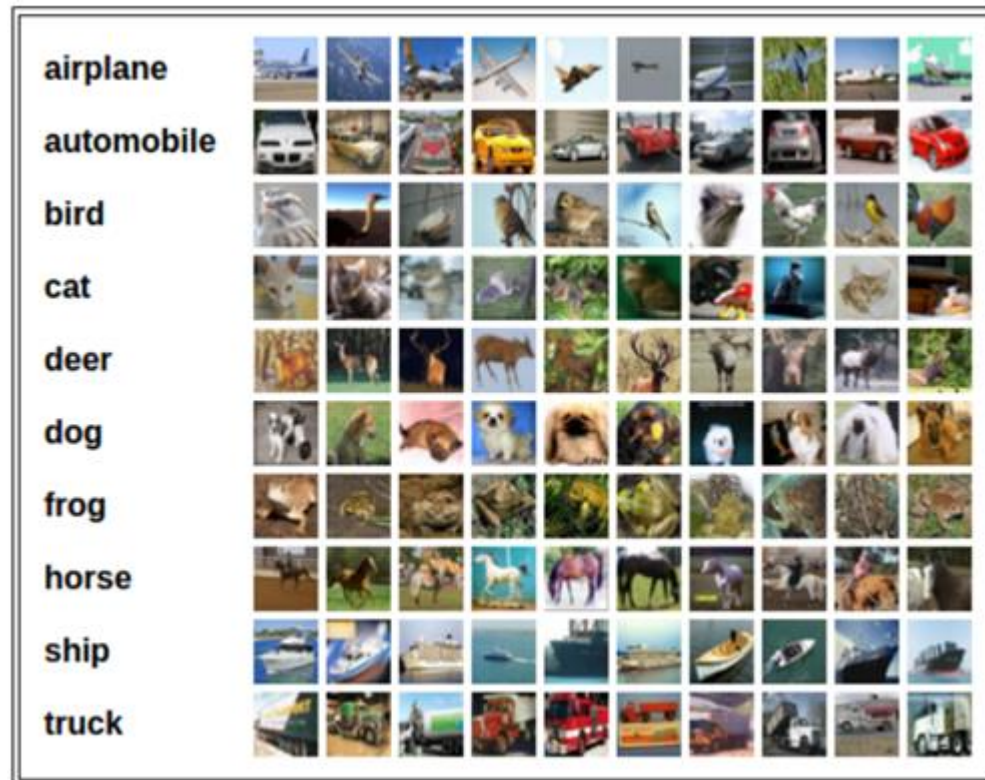 airplane
automobile
bird
cat
deer
dog
frog
horse
ship
truck